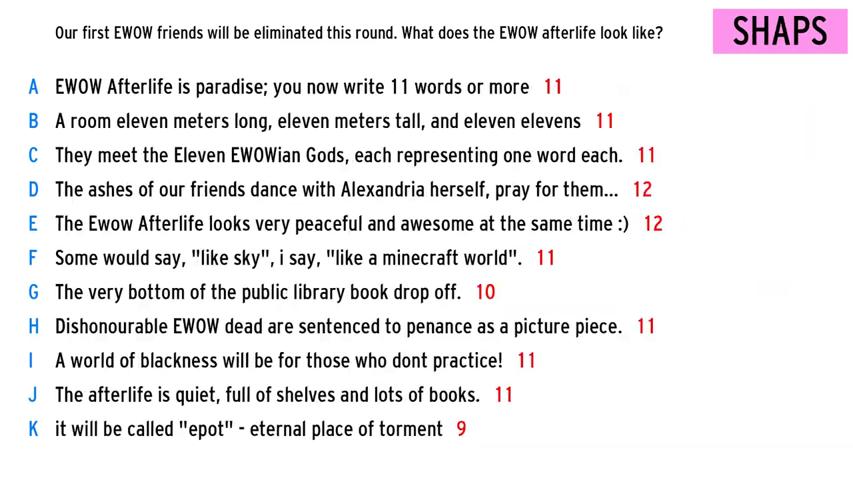 Our first EWOW friends will be eliminated this round. What does the EWOW afterlife look like?
SHAPS
A EWOW Afterlife is paradise; you now write 11 words or more 11
B A room eleven meters long, eleven meters tall, and eleven elevens 11
C They meet the Eleven EWOWian Gods, each representing one word each. 11
D The ashes of our friends dance with Alexandria herself, pray for them... 12
E The Ewow Afterlife looks very peaceful and awesome at the same time :) 12
F Some would say, "like sky", i say, "like a minecraft world". 11
G The very bottom of the public library book drop off. 10
H Dishonourable EWOW dead are sentenced to penance as a picture piece. 11
I A world of blackness will be for those who dont practice! 11
J The afterlife is quiet, full of shelves and lots of books. 11
K it will be called "epot" - eternal place of torment 9